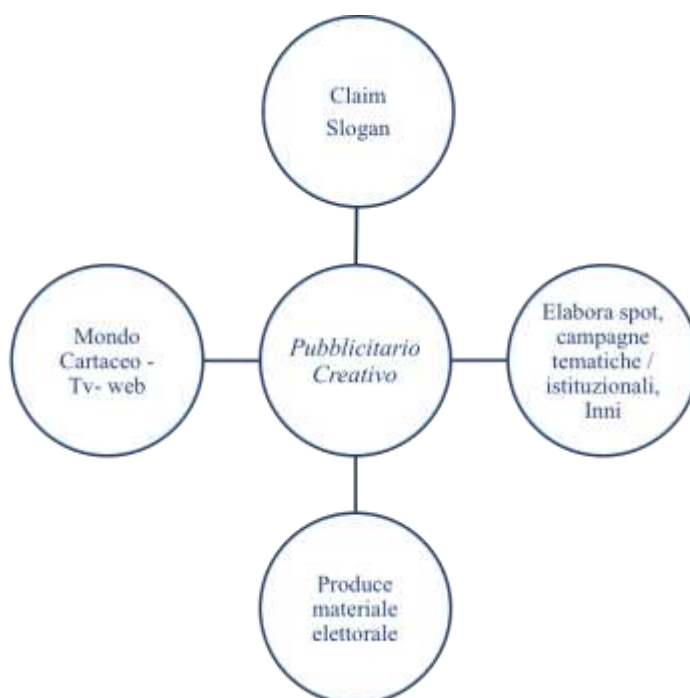 Claim
Slogan
Mondo
Cartaceo -
Tv- web
Pubblicitario
Creativo
Elabora spot,
campagne
tematiche /
istituzionali,
Inni
Produce
materiale
elettorale